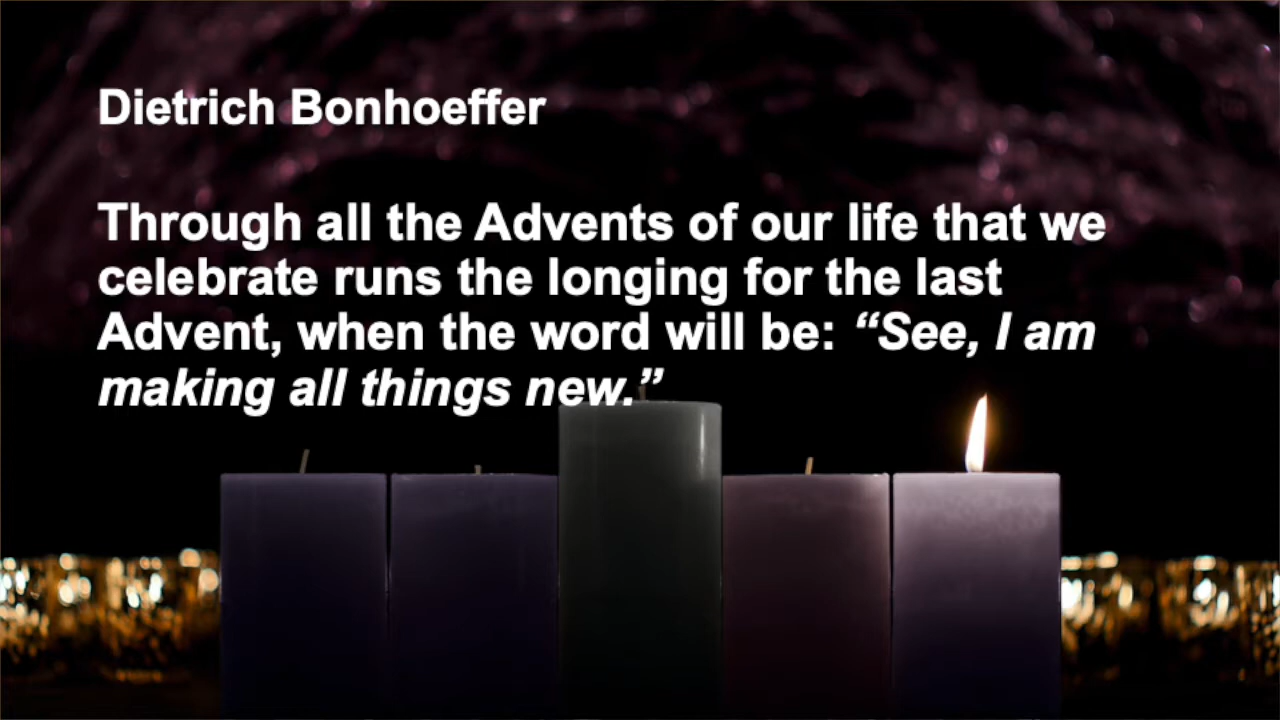 Dietrich Bonhoeffer
Through all the Advents of our life that we
celebrate runs the longing for the last
Advent, when the word will be: “See, I am
making all things new.”